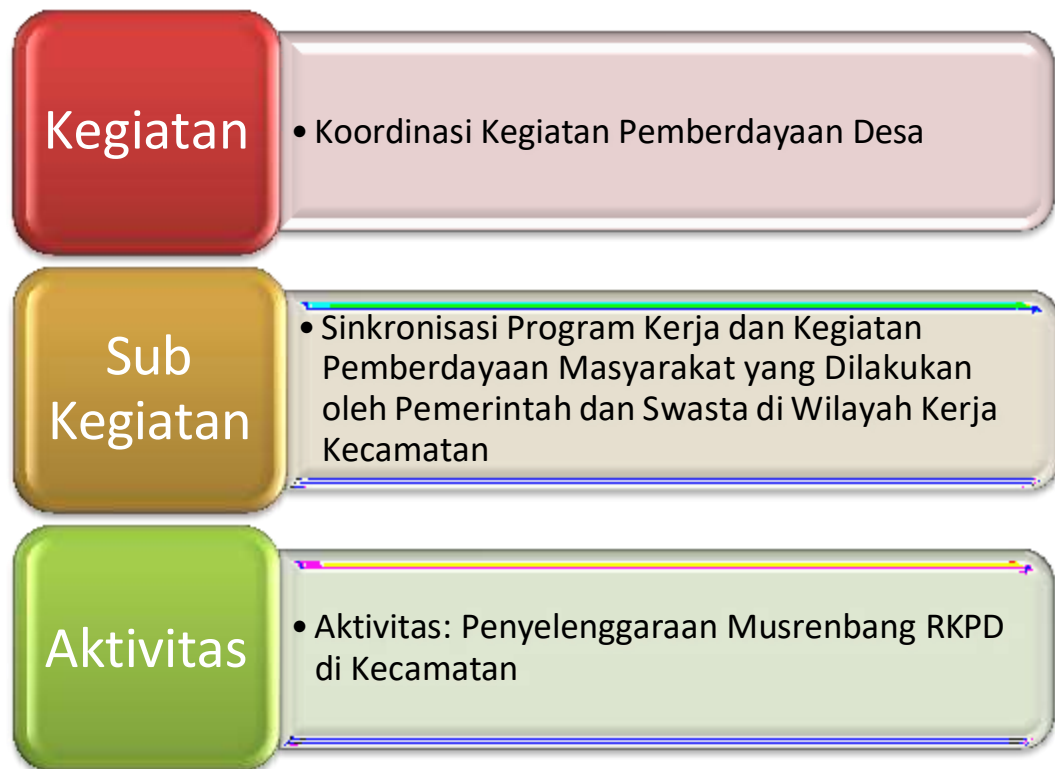 Kegiatan
• Koordinasi Kegiatan Pemberdayaan Desa
Sub
Kegiatan
• Sinkronisasi Program Kerja dan Kegiatan
Pemberdayaan Masyarakat yang Dilakukan
oleh Pemerintah dan Swasta di Wilayah Kerja
Kecamatan
Aktivitas
• Aktivitas: Penyelenggaraan Musrenbang RKPD
di Kecamatan